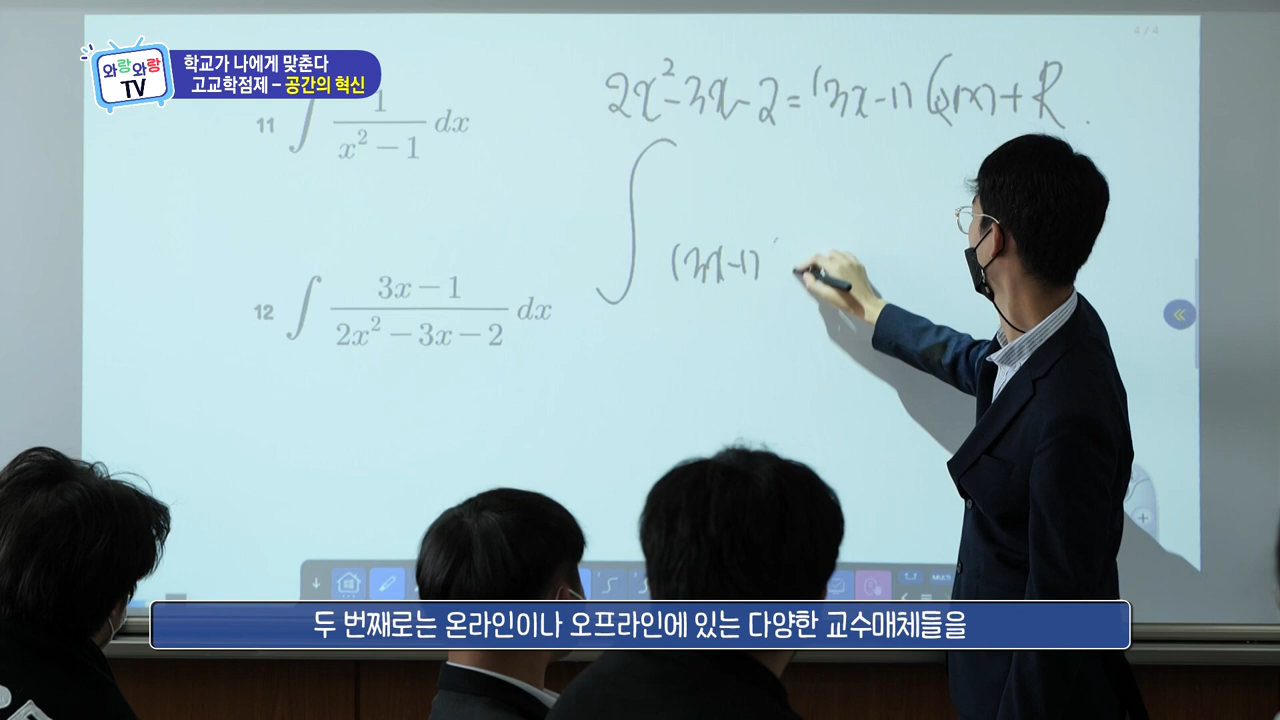 와랑와랑
TV
학교가 나에게 맞춘다
고교학점제 - 공간의 혁신
4 / 4
11 ∫ 1/(x² − 1) dx
2x² − 3x − 2 = (3x − 1) Q(x) + R.
∫ (3x − 1)
12 ∫ (3x − 1)/(2x² − 3x − 2) dx
MULTI
두 번째로는 온라인이나 오프라인에 있는 다양한 교수매체들을